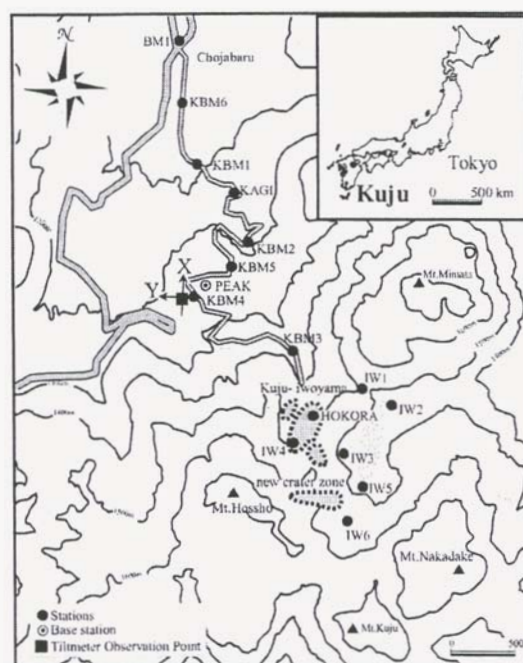 N
BM1
Chojabaru
KBM6
KBM1
KAGI
KBM2
KBM5
X
PEAK
Y
KBM4
KBM3
Tokyo
Kuju
0 500 km
Mt.Mimata
IW1
Kuju-Iwoyama
HOKORA
IW2
IW4
IW3
new crater zone
IW5
Mt.Hossho
IW6
Mt.Nakadake
Mt.Kuju
Stations
Base station
Tiltmeter Observation Point
0 500